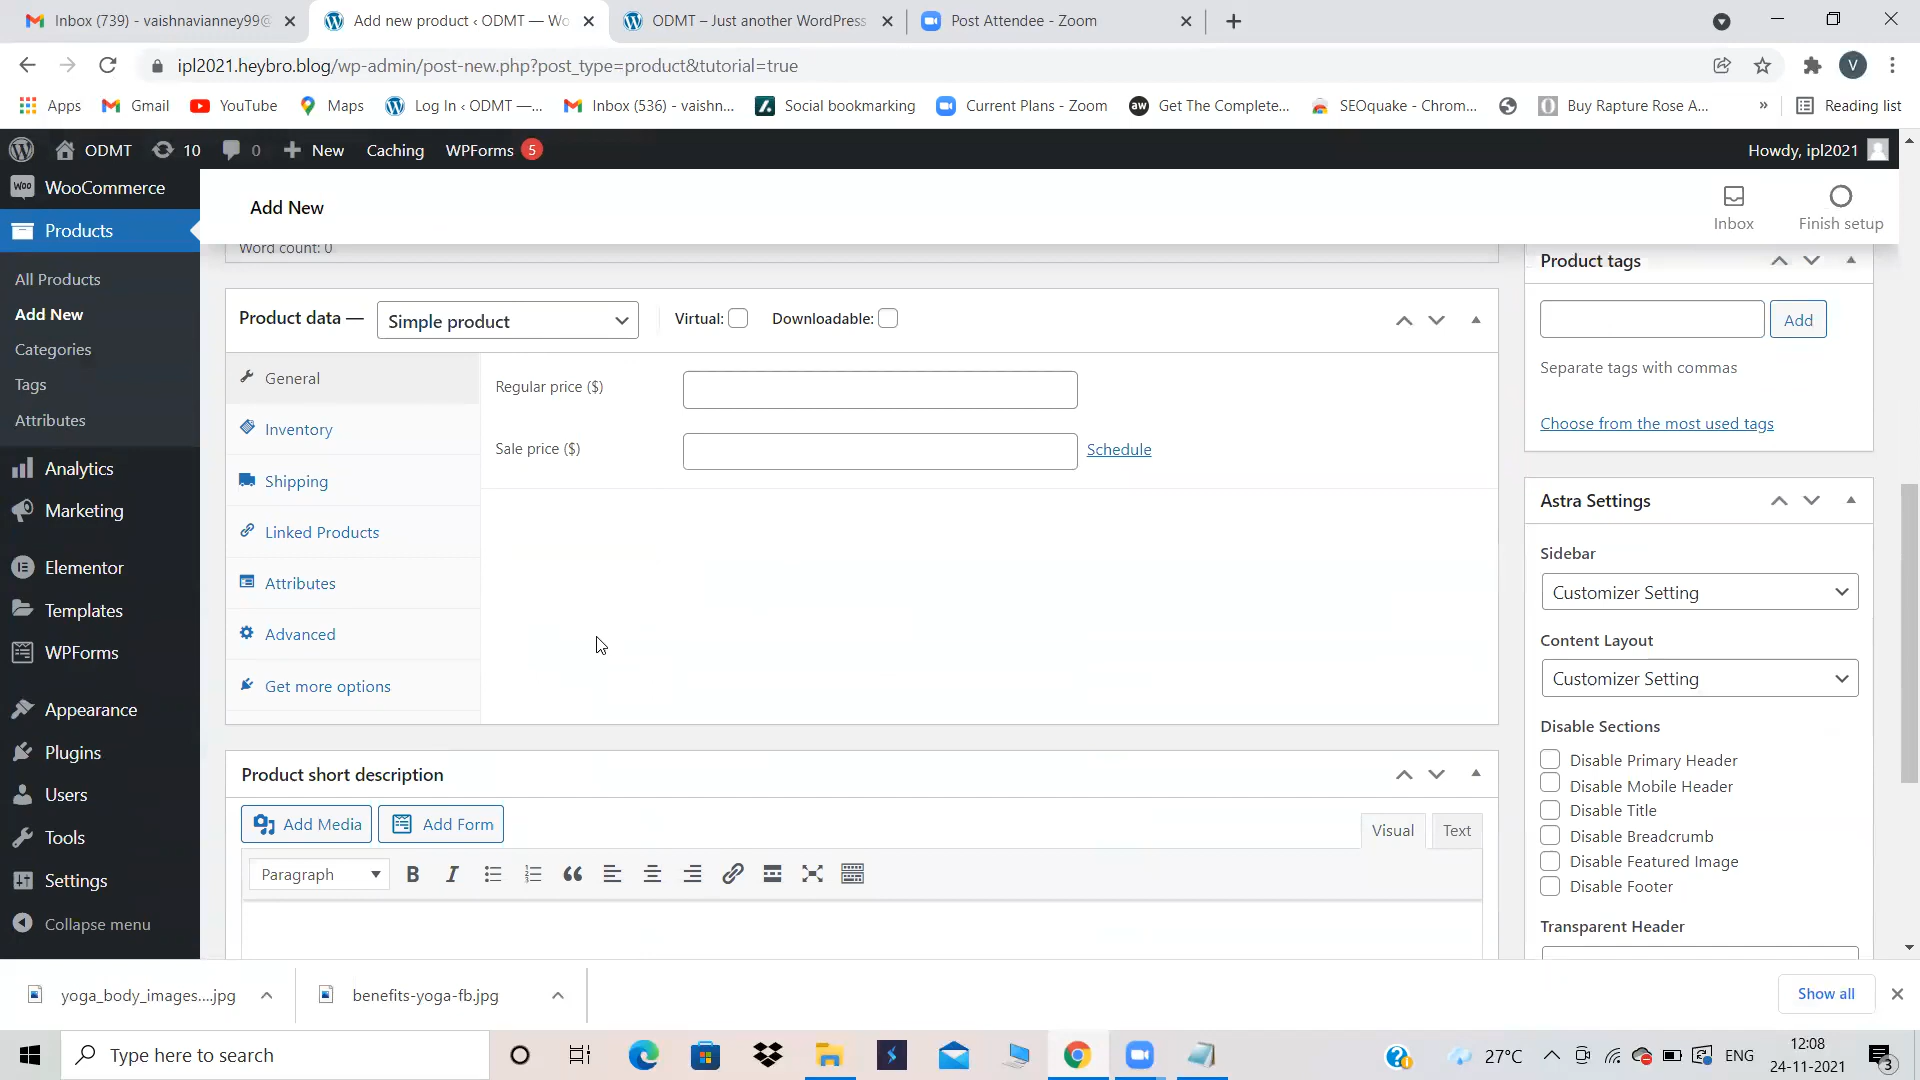 Inbox (739) - vaishnavianney99@
Add new product ‹ ODMT — Wo
ODMT – Just another WordPress
Post Attendee - Zoom
ipl2021.heybro.blog/wp-admin/post-new.php?post_type=product&tutorial=true
V
Apps
Gmail
YouTube
Maps
Log In ‹ ODMT —...
Inbox (536) - vaishn...
Social bookmarking
Current Plans - Zoom
aw
Get The Complete...
SEOquake - Chrom...
Buy Rapture Rose A...
»
Reading list
ODMT
10
0
New
Caching
WPForms 5
Howdy, ipl2021
Woo WooCommerce
Products
All Products
Add New
Categories
Tags
Attributes
Analytics
Marketing
Elementor
Templates
WPForms
Appearance
Plugins
Users
Tools
Settings
Collapse menu
Add New
Inbox
Finish setup
Word count: 0
Product data —
Simple product
Virtual:
Downloadable:
General
Inventory
Shipping
Linked Products
Attributes
Advanced
Get more options
Regular price ($)
Sale price ($)
Schedule
Product short description
Add Media
Add Form
Visual
Text
Paragraph
B
I
Product tags
Add
Separate tags with commas
Choose from the most used tags
Astra Settings
Sidebar
Customizer Setting
Content Layout
Customizer Setting
Disable Sections
Disable Primary Header
Disable Mobile Header
Disable Title
Disable Breadcrumb
Disable Featured Image
Disable Footer
Transparent Header
yoga_body_images....jpg
benefits-yoga-fb.jpg
Show all
Type here to search
27°C
ENG
12:08
24-11-2021
3